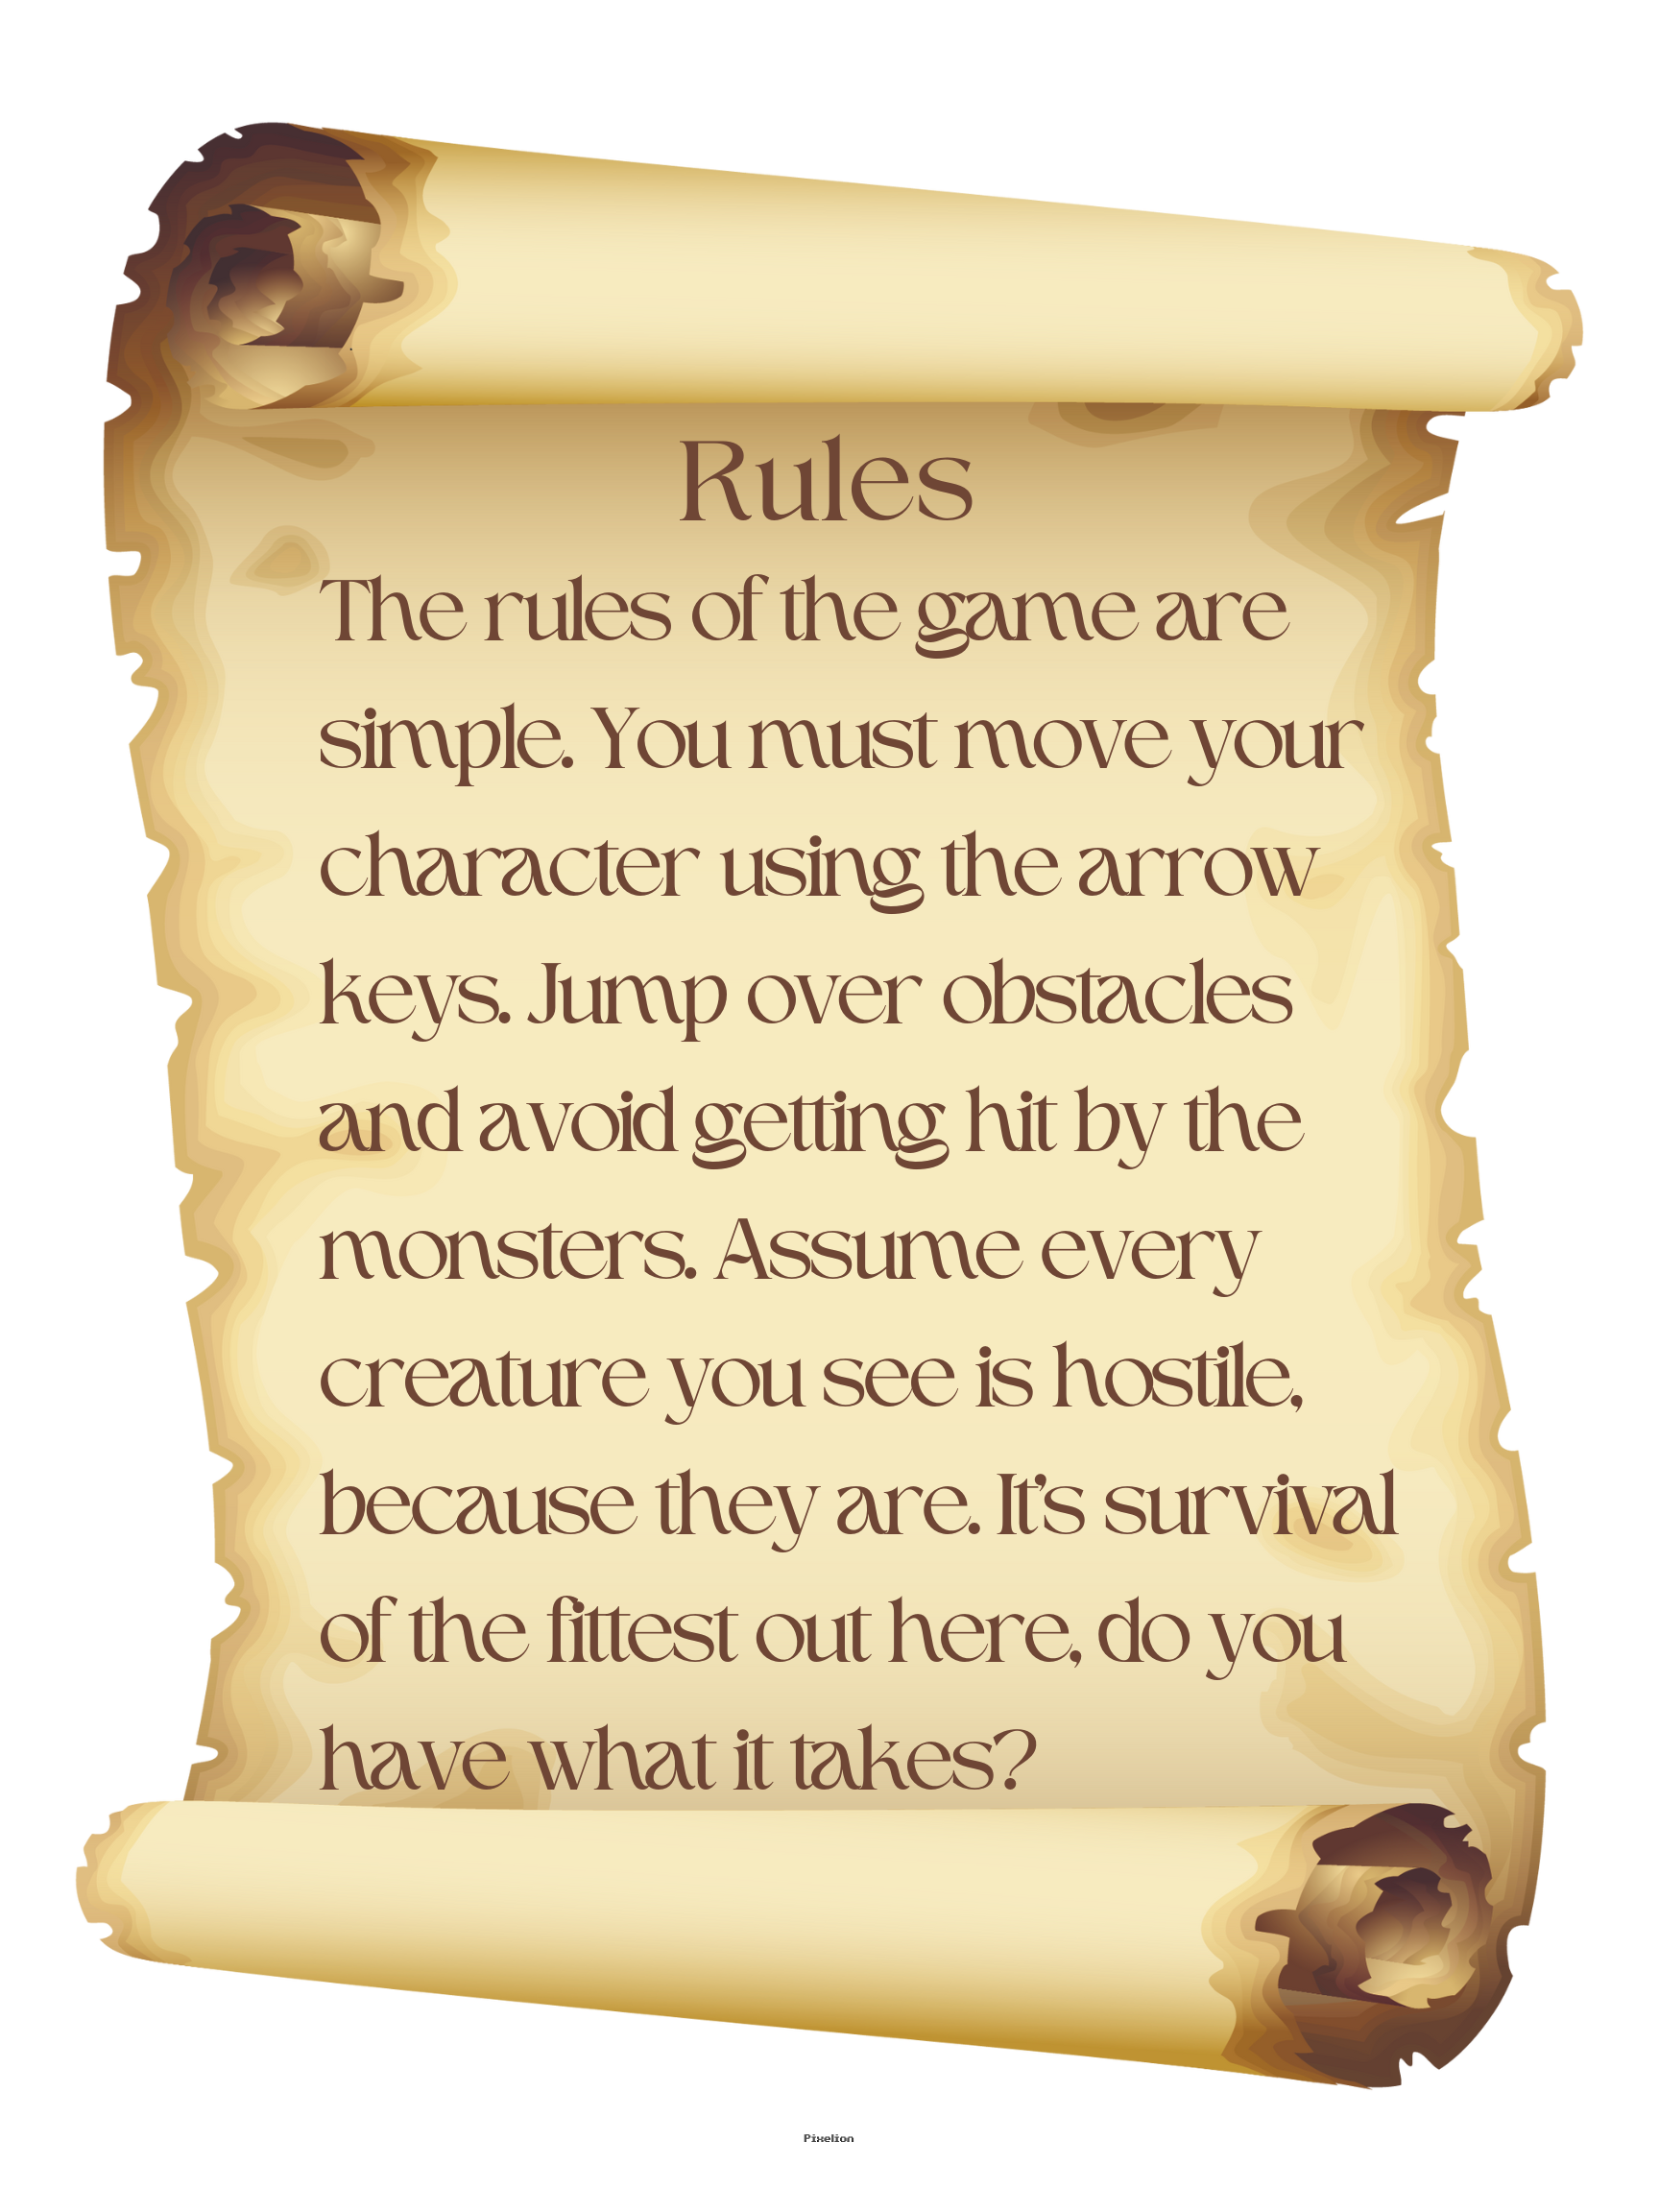 Rules
The rules of the game are
simple. You must move your
character using the arrow
keys. Jump over obstacles
and avoid getting hit by the
monsters. Assume every
creature you see is hostile,
because they are. It's survival
of the fittest out here, do you
have what it takes?
Pixelion